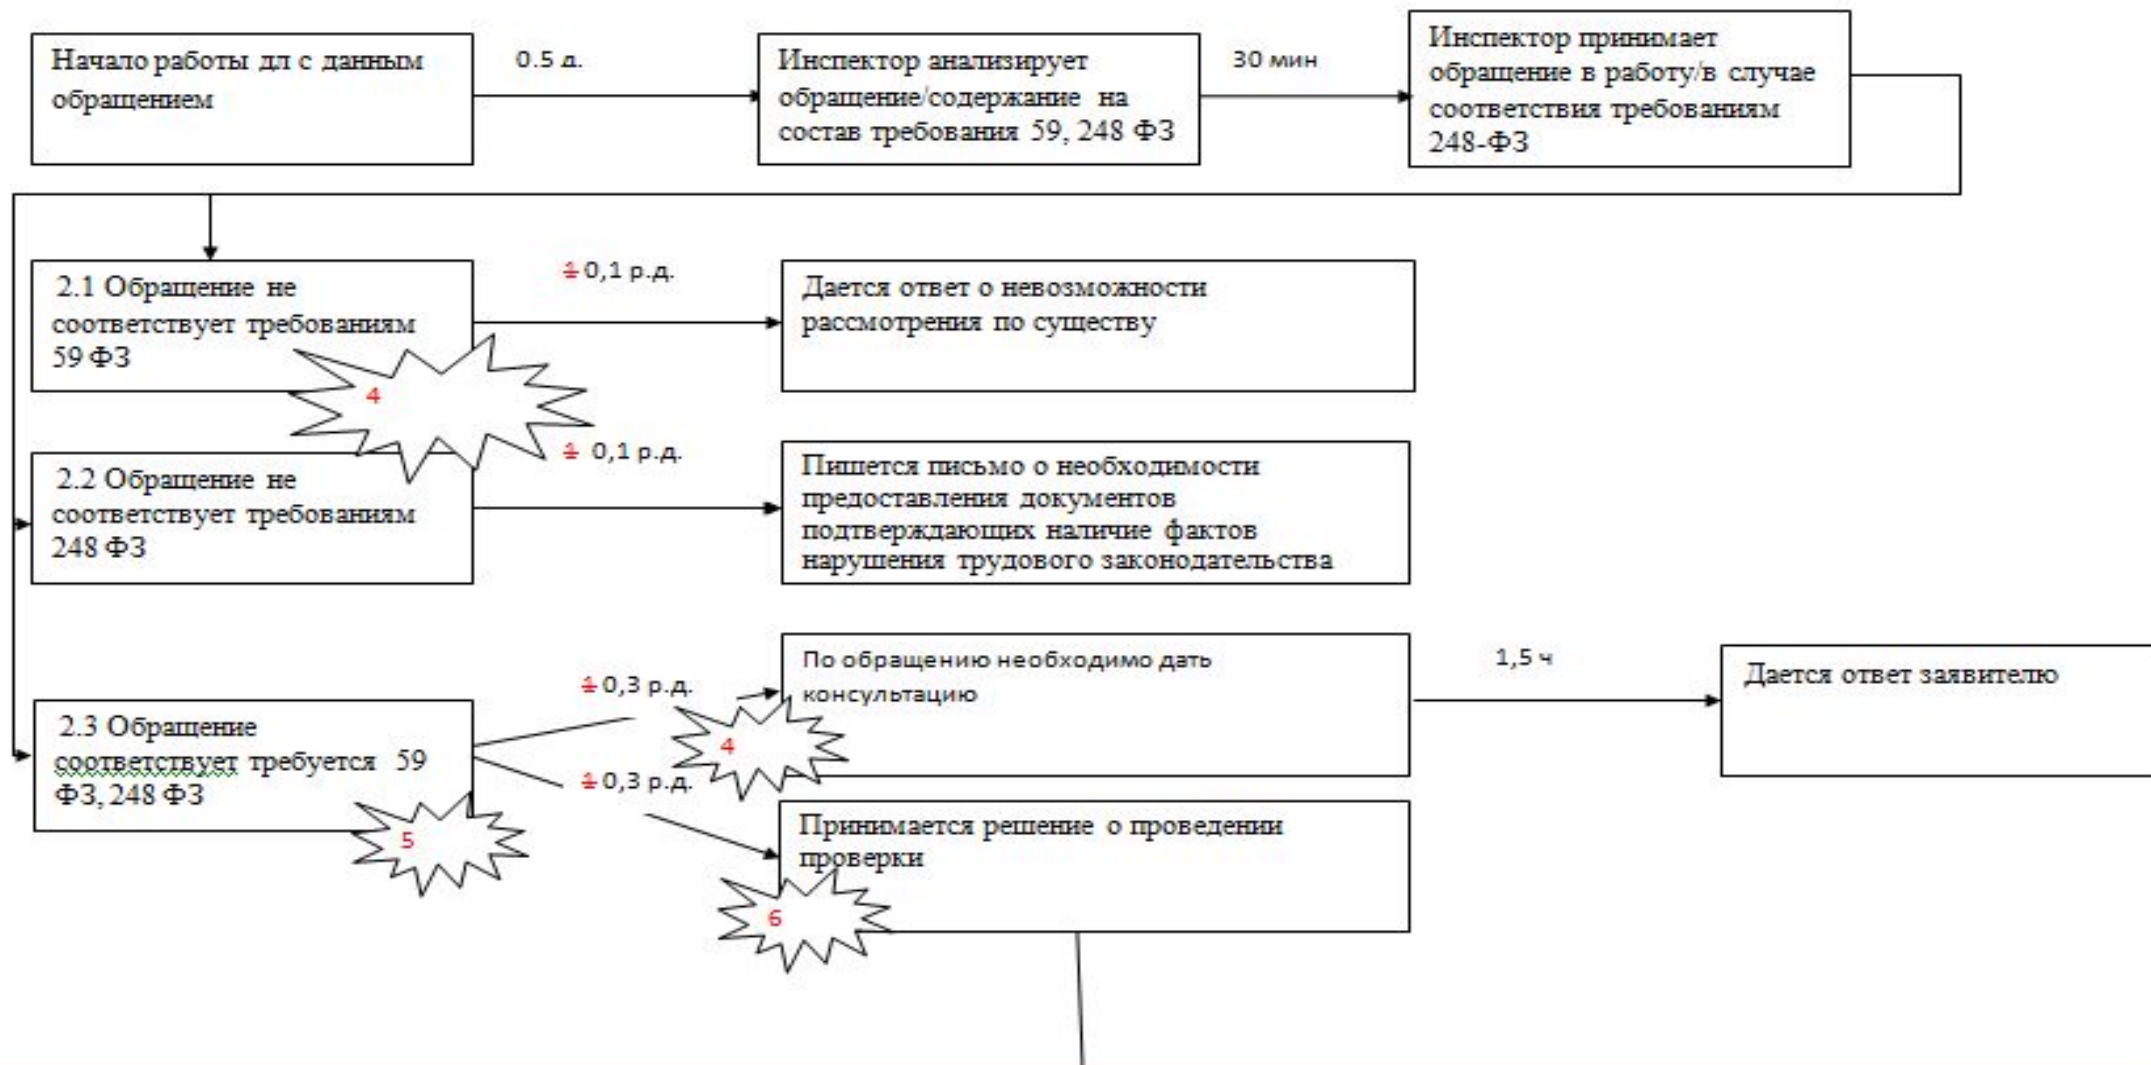 Начало работы дл с данным
обращением
0.5 д.
Инспектор анализирует
обращение/содержание на
состав требования 59, 248 ФЗ
30 мин
Инспектор принимает
обращение в работу/в случае
соответствия требованиям
248-ФЗ
2.1 Обращение не
соответствует требованиям
59 ФЗ
4
1 0,1 р.д.
Дается ответ о невозможности
рассмотрения по существу
2.2 Обращение не
соответствует требованиям
248 ФЗ
1 0,1 р.д.
Пишется письмо о необходимости
предоставления документов
подтверждающих наличие фактов
нарушения трудового законодательства
2.3 Обращение
соответствует требуется 59
ФЗ, 248 ФЗ
5
1 0,3 р.д.
4
По обращению необходимо дать
консультацию
1,5 ч
Дается ответ заявителю
1 0,3 р.д.
Принимается решение о проведении
проверки
6